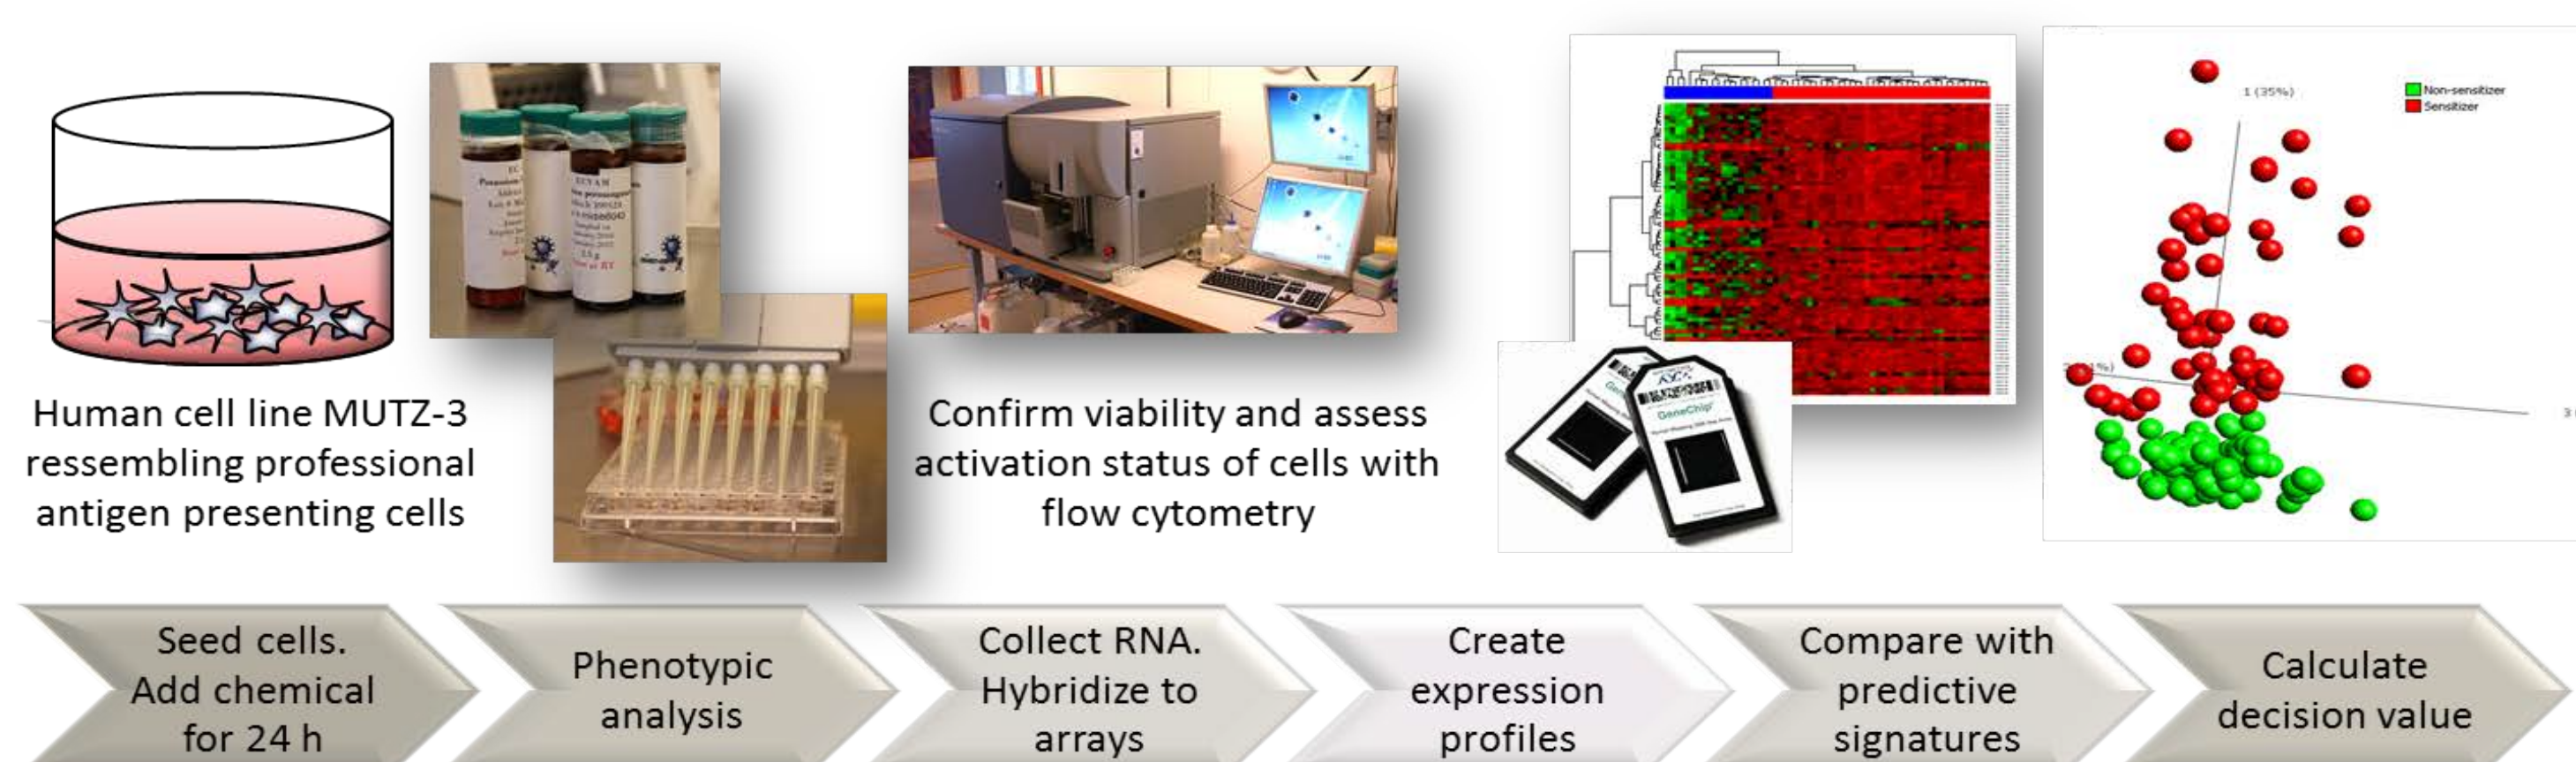 Human cell line MUTZ-3
ressembling professional
antigen presenting cells
Confirm viability and assess
activation status of cells with
flow cytometry
GeneChip
1 (35%)
Non-sensitizer
Sensitizer
Seed cells.
Add chemical
for 24 h
Phenotypic
analysis
Collect RNA.
Hybridize to
arrays
Create
expression
profiles
Compare with
predictive
signatures
Calculate
decision value